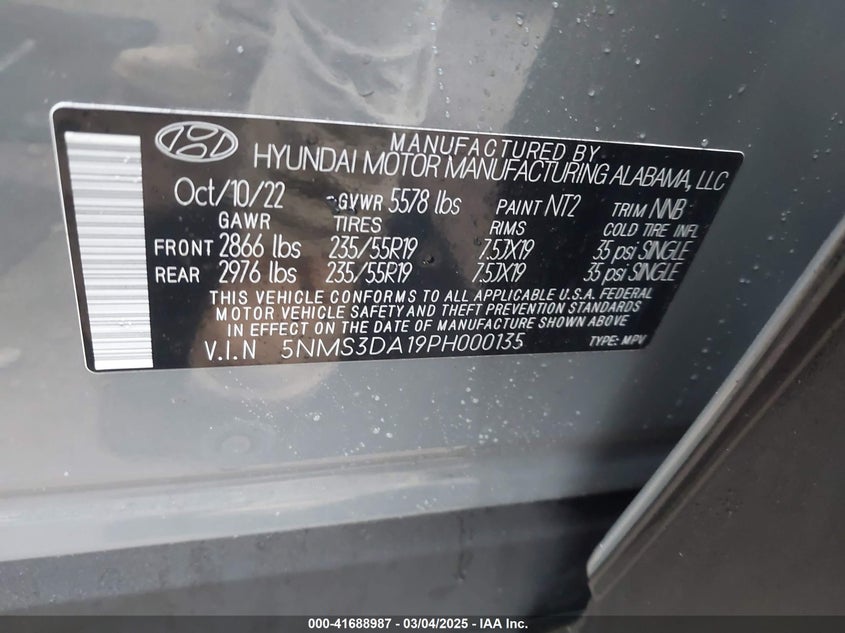 MANUFACTURED BY
HYUNDAI MOTOR MANUFACTURING ALABAMA, LLC
Oct/10/22 GVWR 5578 lbs PAINT NT2 TRIM NNB
GAWR TIRES RIMS COLD TIRE INFL
FRONT 2866 lbs 235/55R19 7.5JX19 35 psi SINGLE
REAR 2976 lbs 235/55R19 7.5JX19 35 psi SINGLE
THIS VEHICLE CONFORMS TO ALL APPLICABLE U.S.A. FEDERAL
MOTOR VEHICLE SAFETY AND THEFT PREVENTION STANDARDS
IN EFFECT ON THE DATE OF MANUFACTURE SHOWN ABOVE
V.I.N 5NMS3DA19PH000135 TYPE: MPV
000-41688987 - 03/04/2025 - IAA Inc.